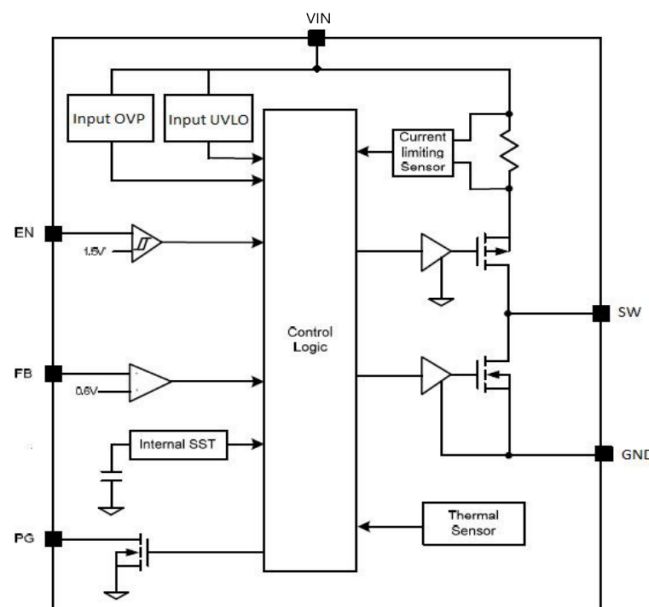 VIN
Input OVP
Input UVLO
Current
limiting
Sensor
EN
1.5V
SW
Control
Logic
FB
0.6V
Internal SST
GND
PG
Thermal
Sensor